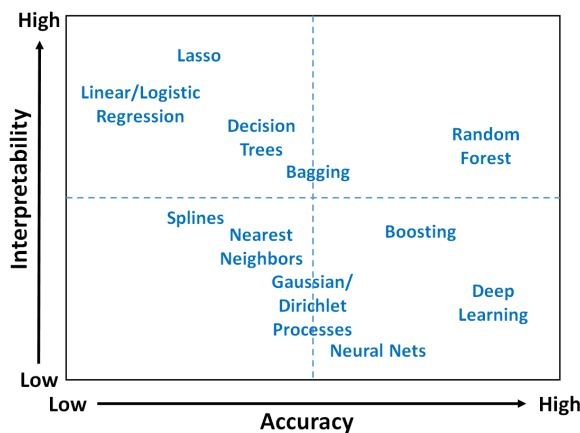 High
Lasso
Linear/Logistic
Regression
Decision
Trees
Random
Forest
Bagging
Interpretability
Splines
Nearest
Neighbors
Boosting
Gaussian/
Dirichlet
Processes
Deep
Learning
Neural Nets
Low
Low
High
Accuracy